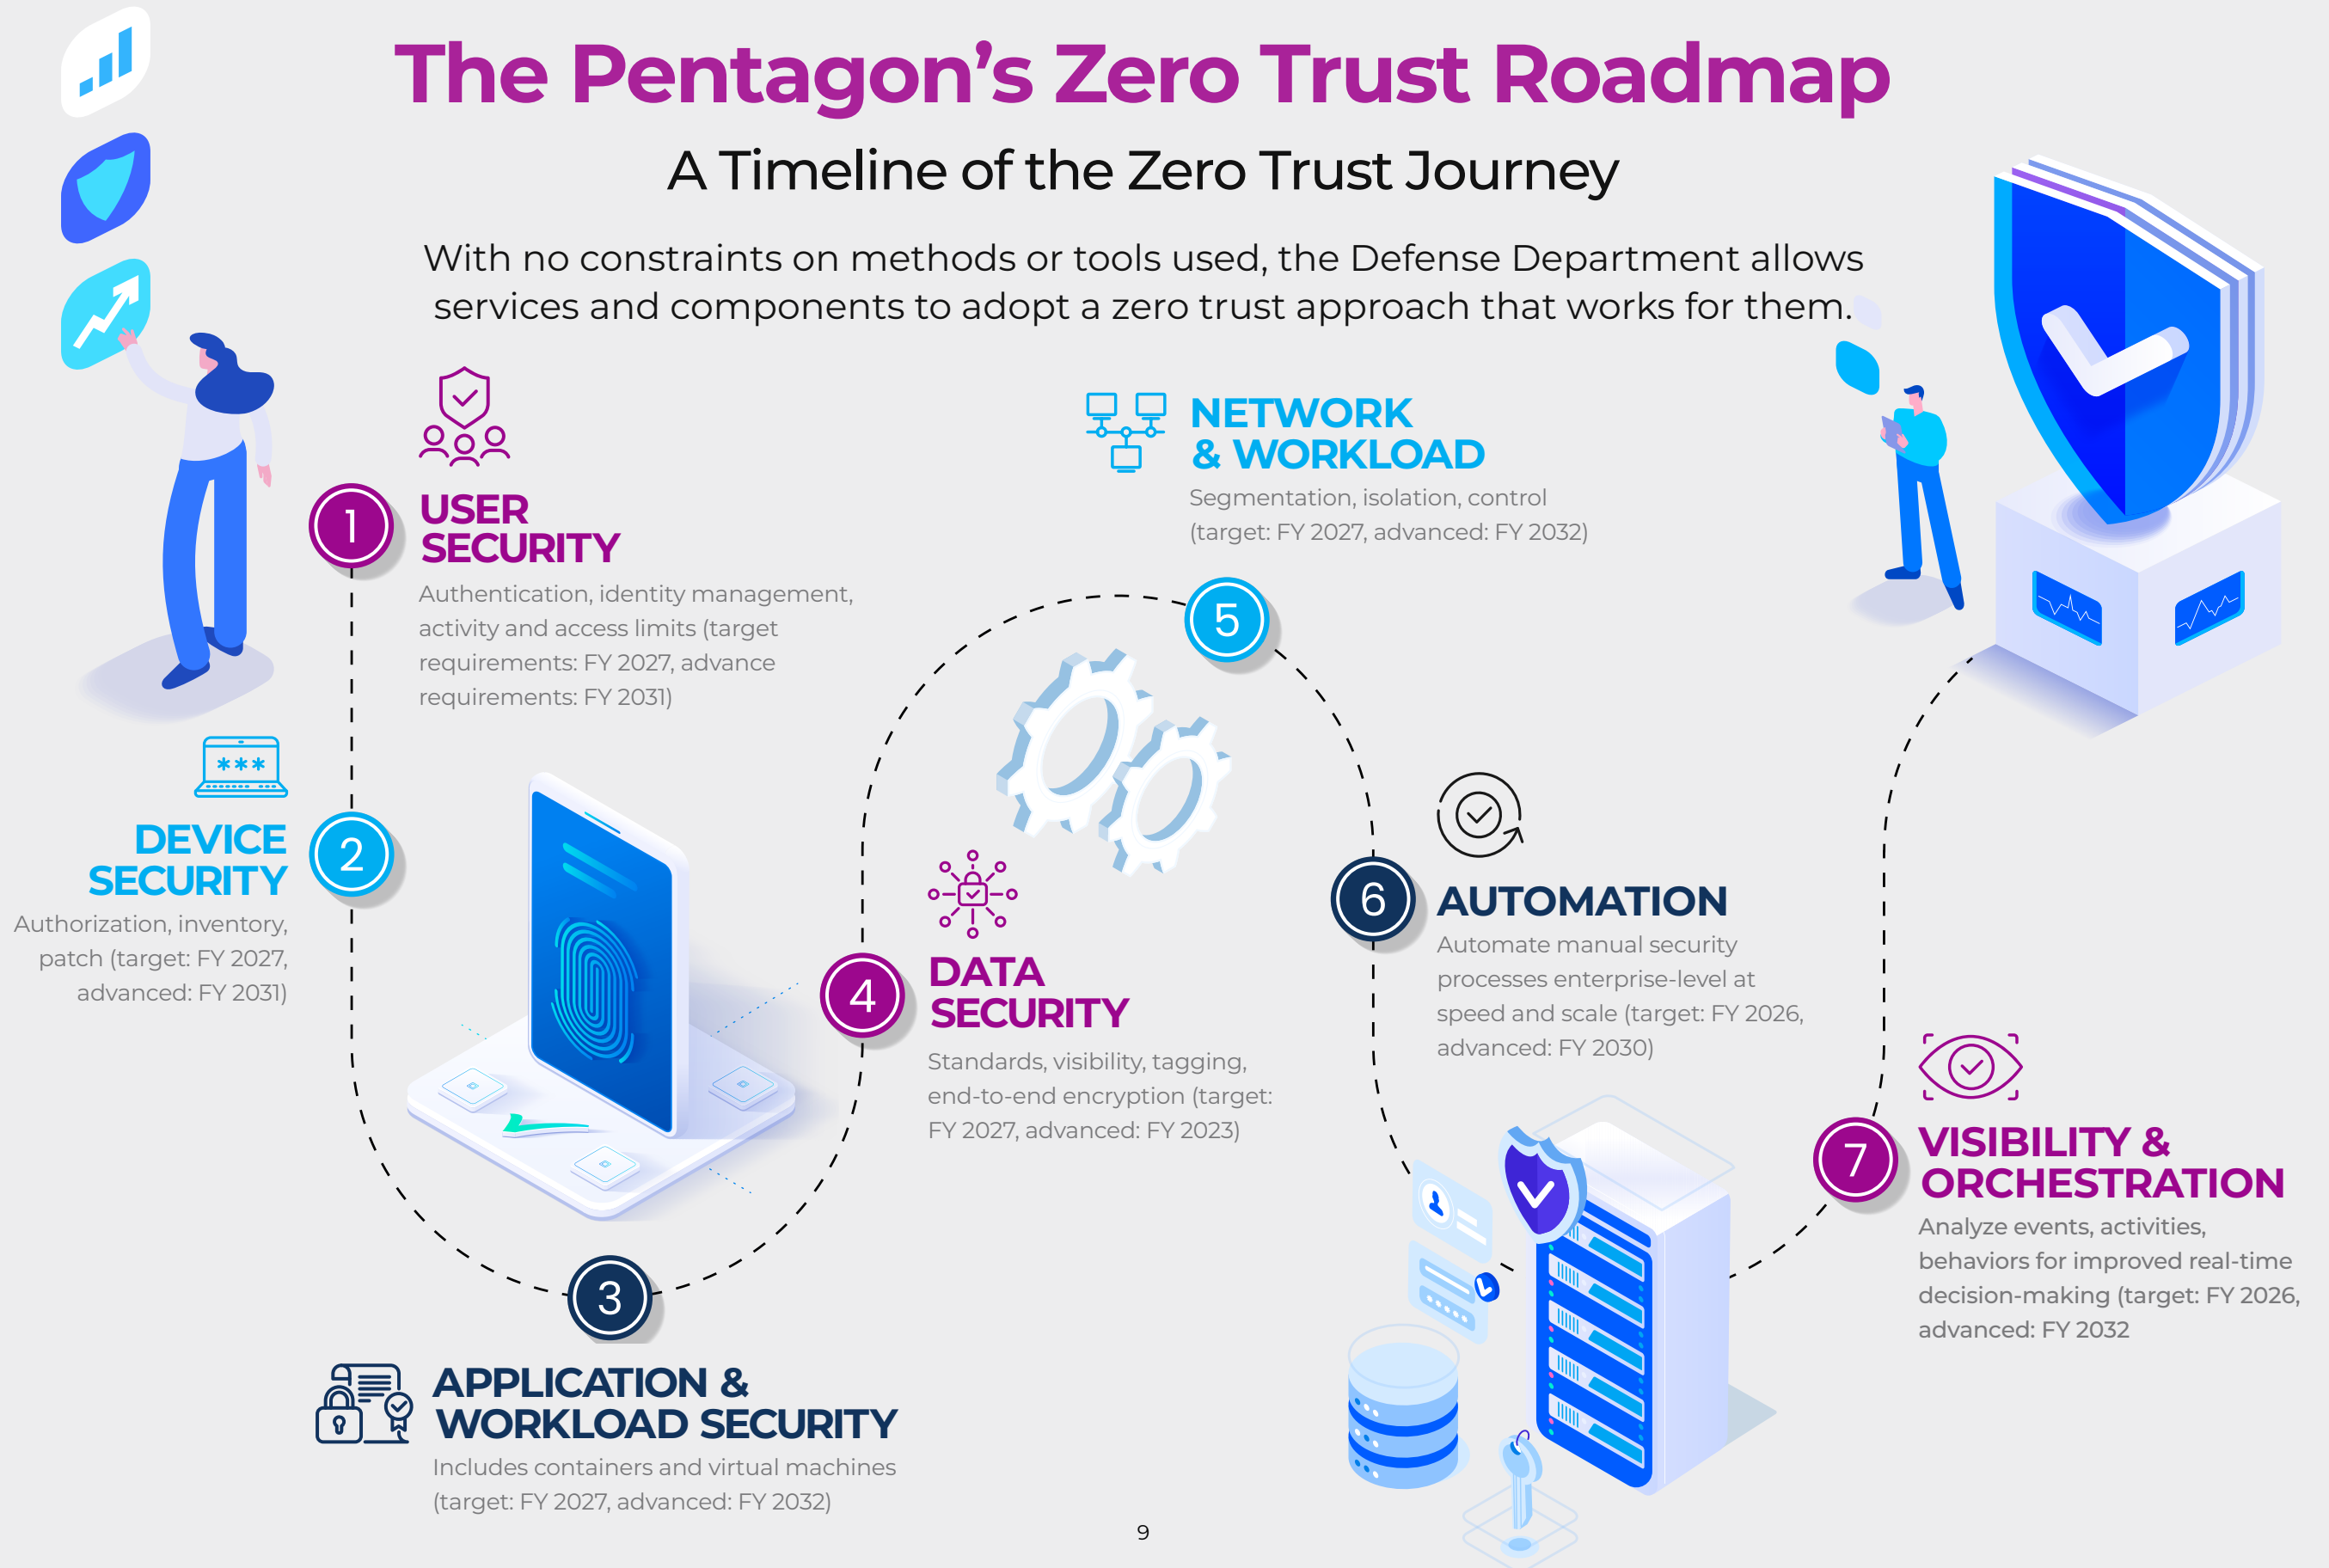 The Pentagon’s Zero Trust Roadmap
A Timeline of the Zero Trust Journey
With no constraints on methods or tools used, the Defense Department allows
services and components to adopt a zero trust approach that works for them.
1
USER
SECURITY
Authentication, identity management,
activity and access limits (target
requirements: FY 2027, advance
requirements: FY 2031)
***
2
DEVICE
SECURITY
Authorization, inventory,
patch (target: FY 2027,
advanced: FY 2031)
3
APPLICATION &
WORKLOAD SECURITY
Includes containers and virtual machines
(target: FY 2027, advanced: FY 2032)
4
DATA
SECURITY
Standards, visibility, tagging,
end-to-end encryption (target:
FY 2027, advanced: FY 2023)
5
NETWORK
& WORKLOAD
Segmentation, isolation, control
(target: FY 2027, advanced: FY 2032)
6
AUTOMATION
Automate manual security
processes enterprise-level at
speed and scale (target: FY 2026,
advanced: FY 2030)
7
VISIBILITY &
ORCHESTRATION
Analyze events, activities,
behaviors for improved real-time
decision-making (target: FY 2026,
advanced: FY 2032
9